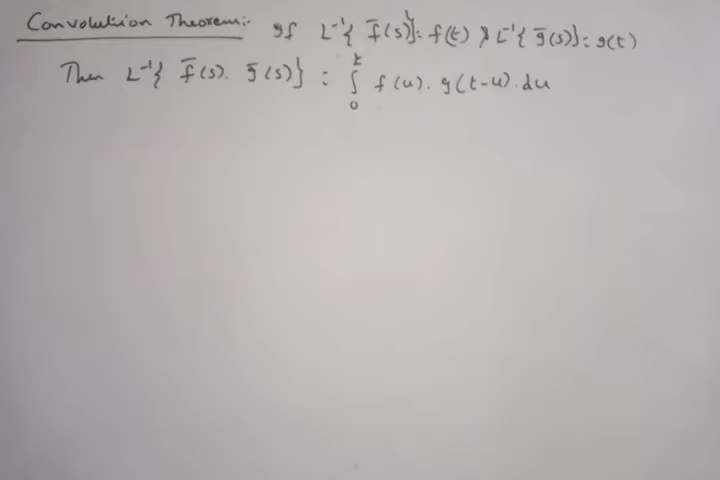 Convolution Theorem:- If L⁻¹{ f̄(s)} = f(t) & L⁻¹{ ḡ(s)} = g(t)
Then L⁻¹{ f̄(s). ḡ(s)} = ∫₀ᵗ f(u). g(t-u). du